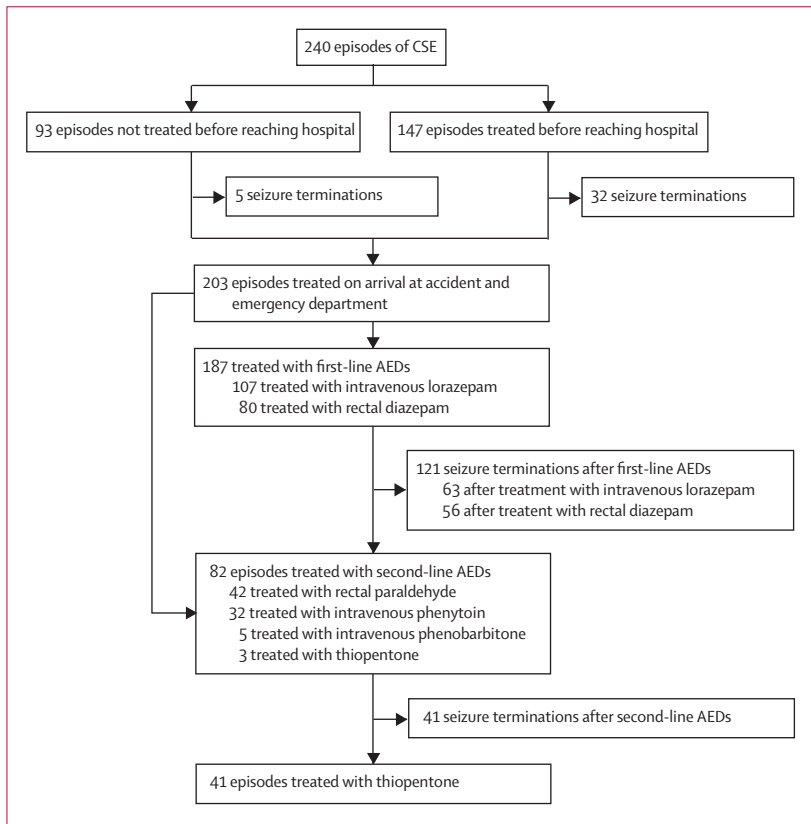 240 episodes of CSE
93 episodes not treated before reaching hospital
147 episodes treated before reaching hospital
5 seizure terminations
32 seizure terminations
203 episodes treated on arrival at accident and
emergency department
187 treated with first-line AEDs
107 treated with intravenous lorazepam
80 treated with rectal diazepam
121 seizure terminations after first-line AEDs
63 after treatment with intravenous lorazepam
56 after treatent with rectal diazepam
82 episodes treated with second-line AEDs
42 treated with rectal paraldehyde
32 treated with intravenous phenytoin
5 treated with intravenous phenobarbitone
3 treated with thiopentone
41 seizure terminations after second-line AEDs
41 episodes treated with thiopentone